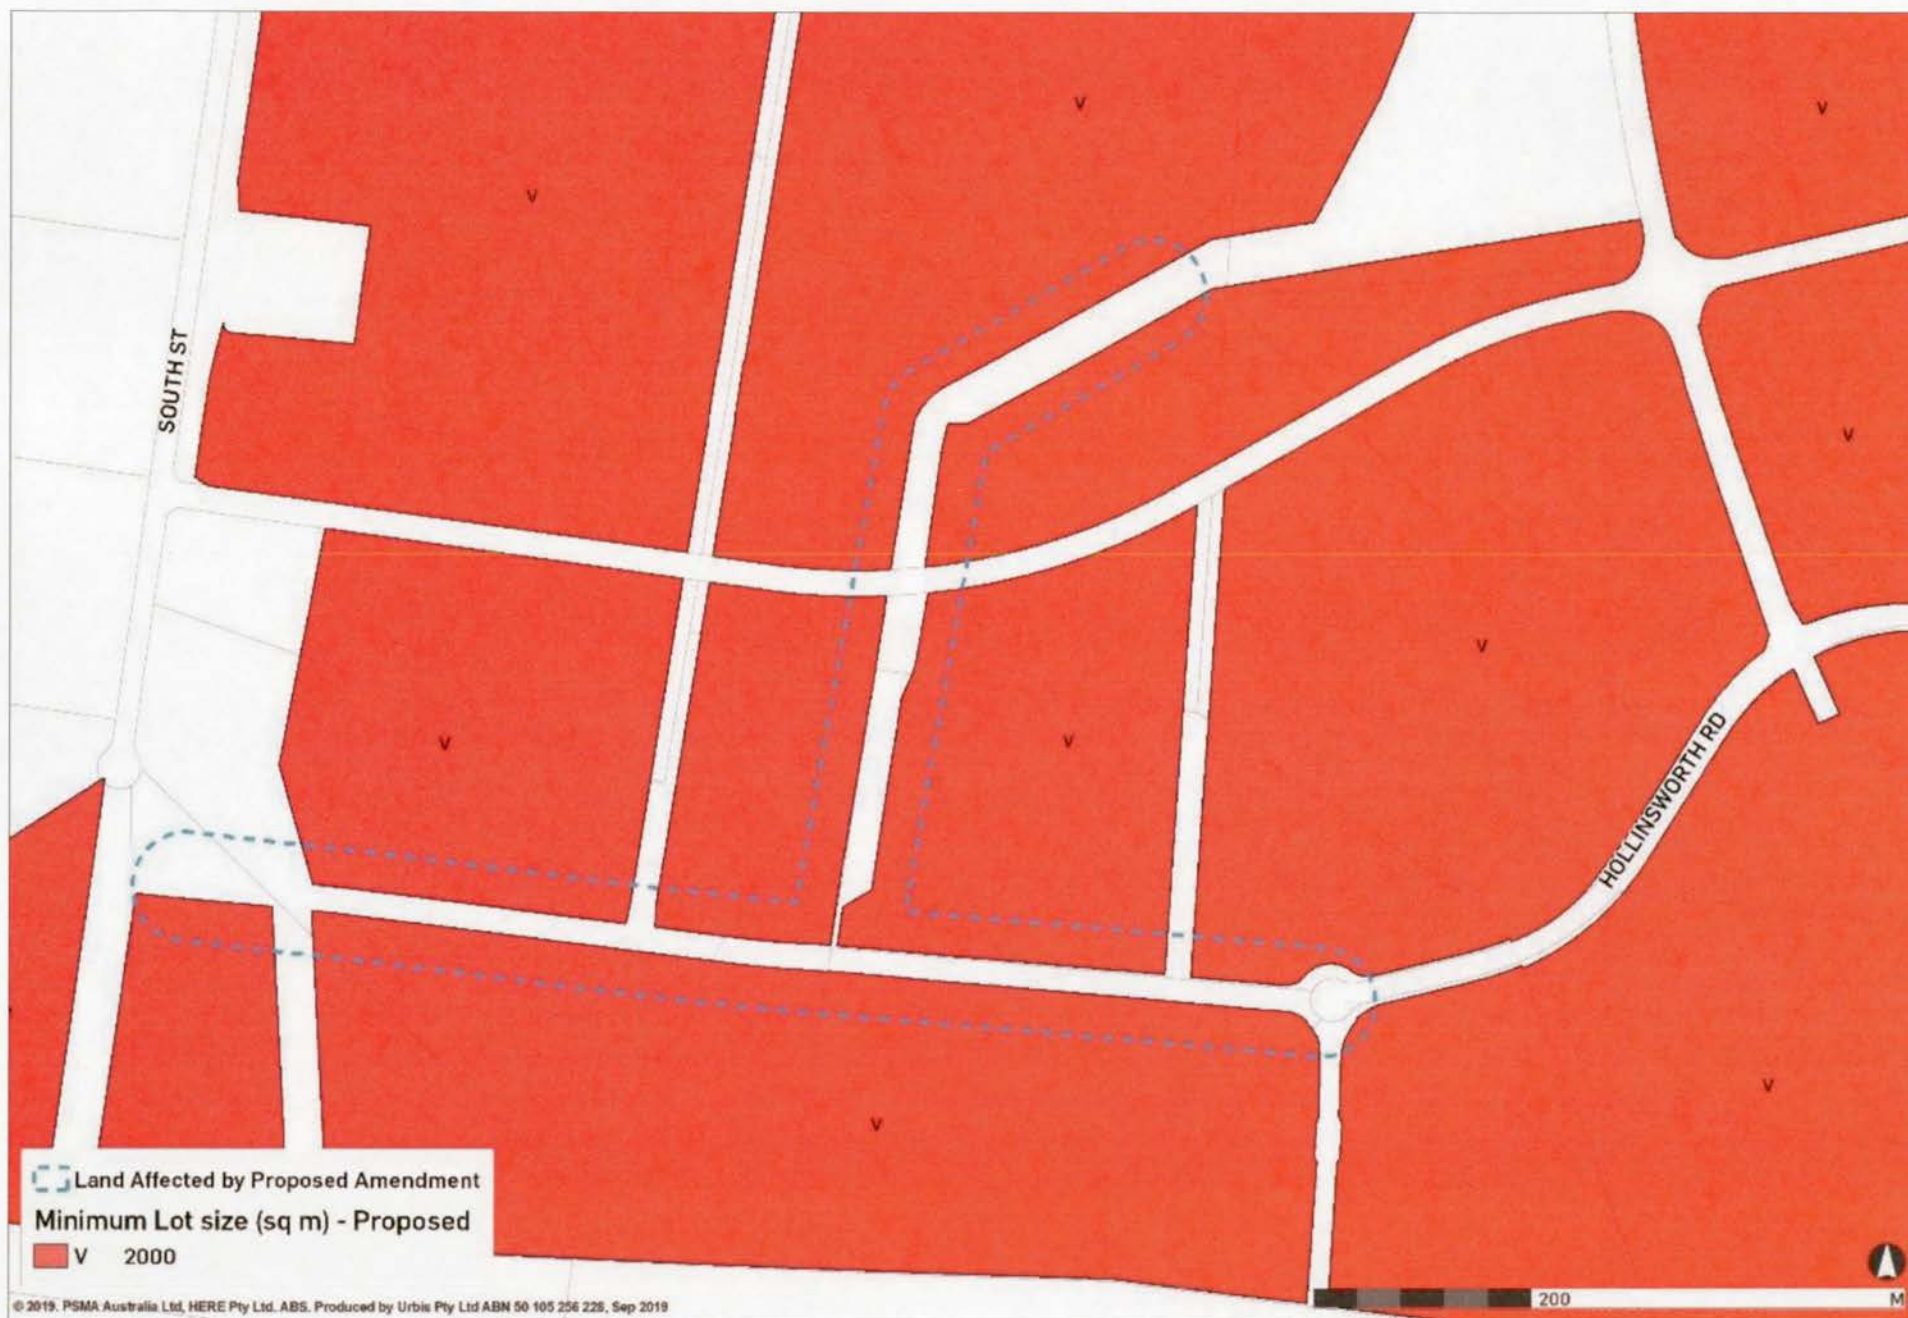 V
V
V
SOUTH ST
V
V
V
V
HOLLINSWORTH RD
V
V
Land Affected by Proposed Amendment
Minimum Lot size (sq m) - Proposed
V 2000
200 M
© 2019. PSMA Australia Ltd, HERE Pty Ltd. ABS. Produced by Urbis Pty Ltd ABN 50 105 256 228, Sep 2019